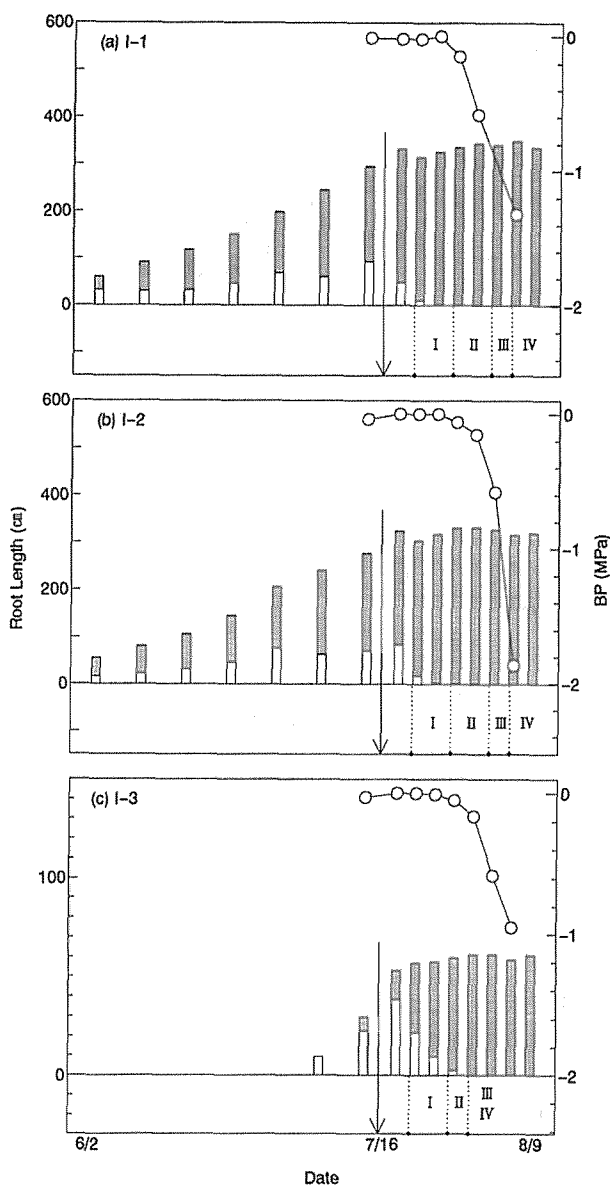 600
(a) I-1
0
400
-1
200
0
-2
I II III IV
600
(b) I-2
0
400
Root Length (cm)
BP (MPa)
-1
200
0
-2
I II III IV
(c) I-3
0
100
-1
0
-2
I II III
IV
6/2 7/16 8/9
Date